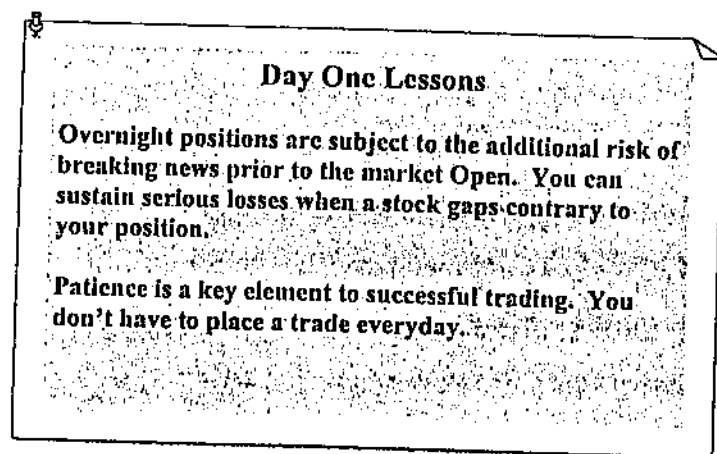 Day One Lessons
Overnight positions are subject to the additional risk of
breaking news prior to the market Open. You can
sustain serious losses when a stock gaps contrary to
your position.
Patience is a key element to successful trading. You
don't have to place a trade everyday.